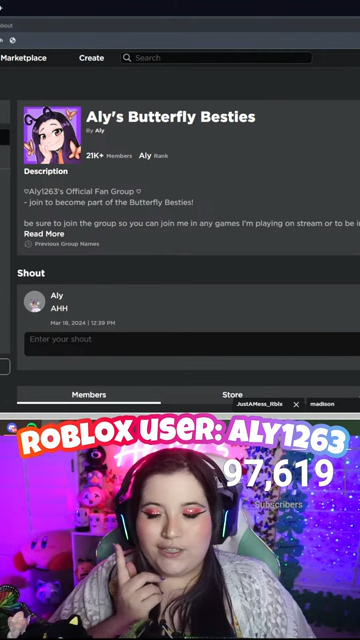 Marketplace
Create
Search
Aly's Butterfly Besties
By Aly
21K+ Members
Aly Rank
Description
♡Aly1263's Official Fan Group ♡
- join to become part of the Butterfly Besties!
be sure to join the group so you can join me in any games I'm playing on stream or to be in
Read More
Previous Group Names
Shout
Aly
AHH
Mar 18, 2024 | 12:39 PM
Enter your shout
Members
Store
JustAMess_Rblx
madison
ROBLOX USER: ALY1263
97,619
Subscribers